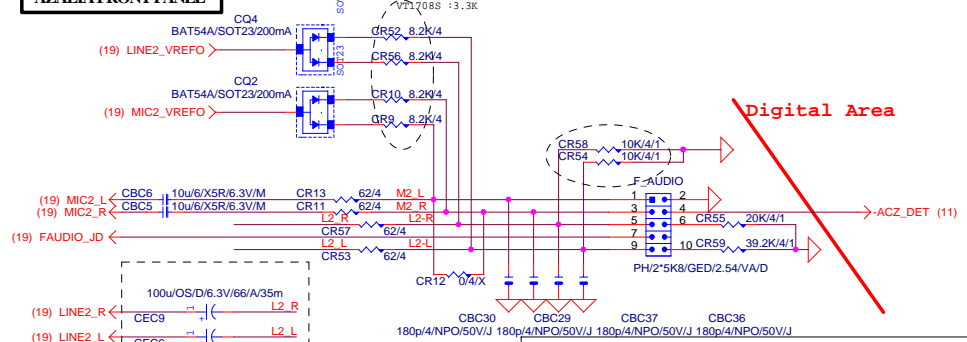 AZALIA FRONT PANEL
VT1708S :3.3K
CQ4
BAT54A/SOT23/200mA
SOT23
(19) LINE2_VREFO
CR52 8.2K/4
CR56 8.2K/4
CQ2
BAT54A/SOT23/200mA
(19) MIC2_VREFO
CR10 8.2K/4
CR9 8.2K/4
Digital Area
CR58 10K/4/1
CR54 10K/4/1
F_AUDIO
(19) MIC2_L CBC6 10u/6/X5R/6.3V/M CR13 62/4 M2_L 1 2
(19) MIC2_R CBC5 10u/6/X5R/6.3V/M CR11 62/4 M2_R 3 4
-ACZ_DET (11)
L2_R L2-R 5 6 CR55 20K/4/1
(19) FAUDIO_JD CR57 62/4 7
L2_L L2-L 9 10 CR59 39.2K/4/1
CR53 62/4
PH/2*5K8/GED/2.54/VA/D
CR12 0/4/X
100u/OS/D/6.3V/66/A/35m
(19) LINE2_R 1 + L2_R
CEC9
CBC30 CBC29 CBC37 CBC36
180p/4/NPO/50V/J 180p/4/NPO/50V/J 180p/4/NPO/50V/J 180p/4/NPO/50V/J
(19) LINE2_L 1 + L2_L
CEC6